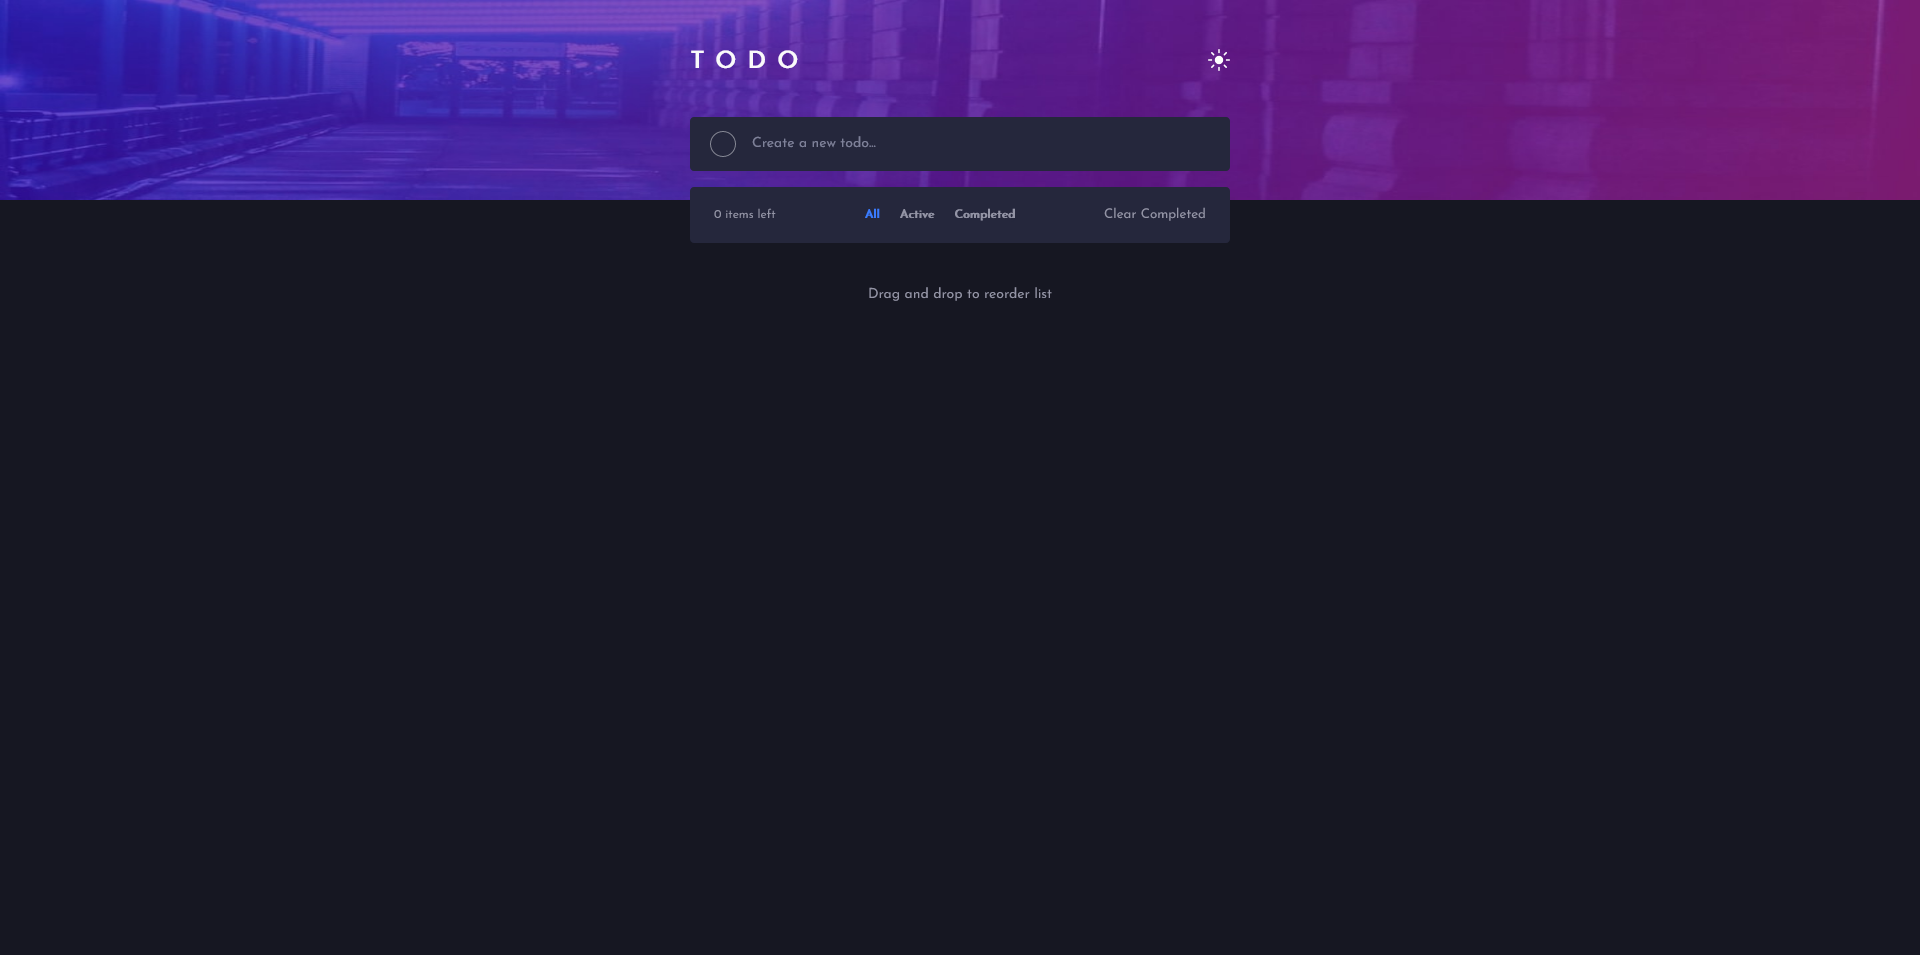 TODO
Create a new todo...
0 items left All Active Completed Clear Completed
Drag and drop to reorder list